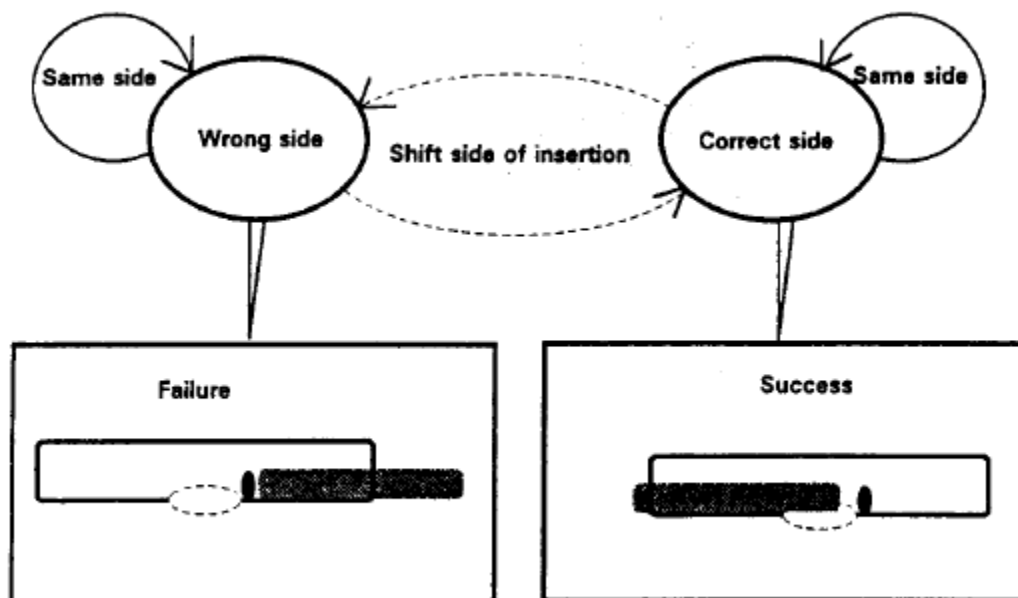 Same side
Wrong side
Shift side of insertion
Correct side
Same side
Failure
Success